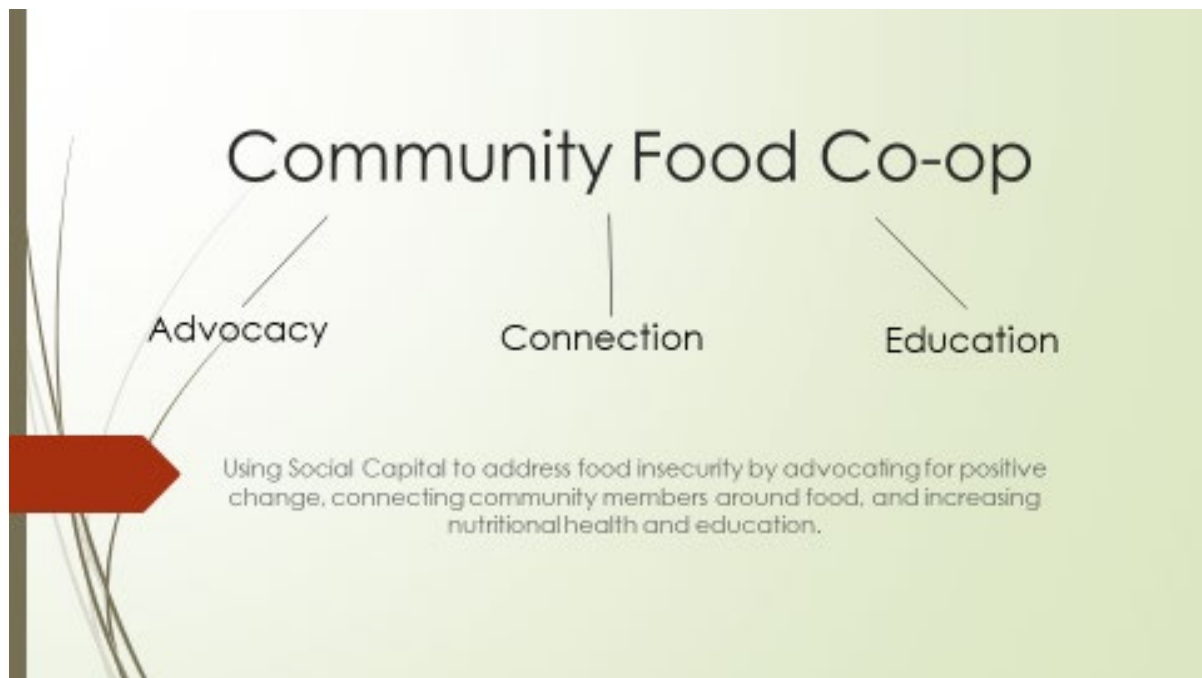 Community Food Co-op
Advocacy
Connection
Education
Using Social Capital to address food insecurity by advocating for positive
change, connecting community members around food, and increasing
nutritional health and education.